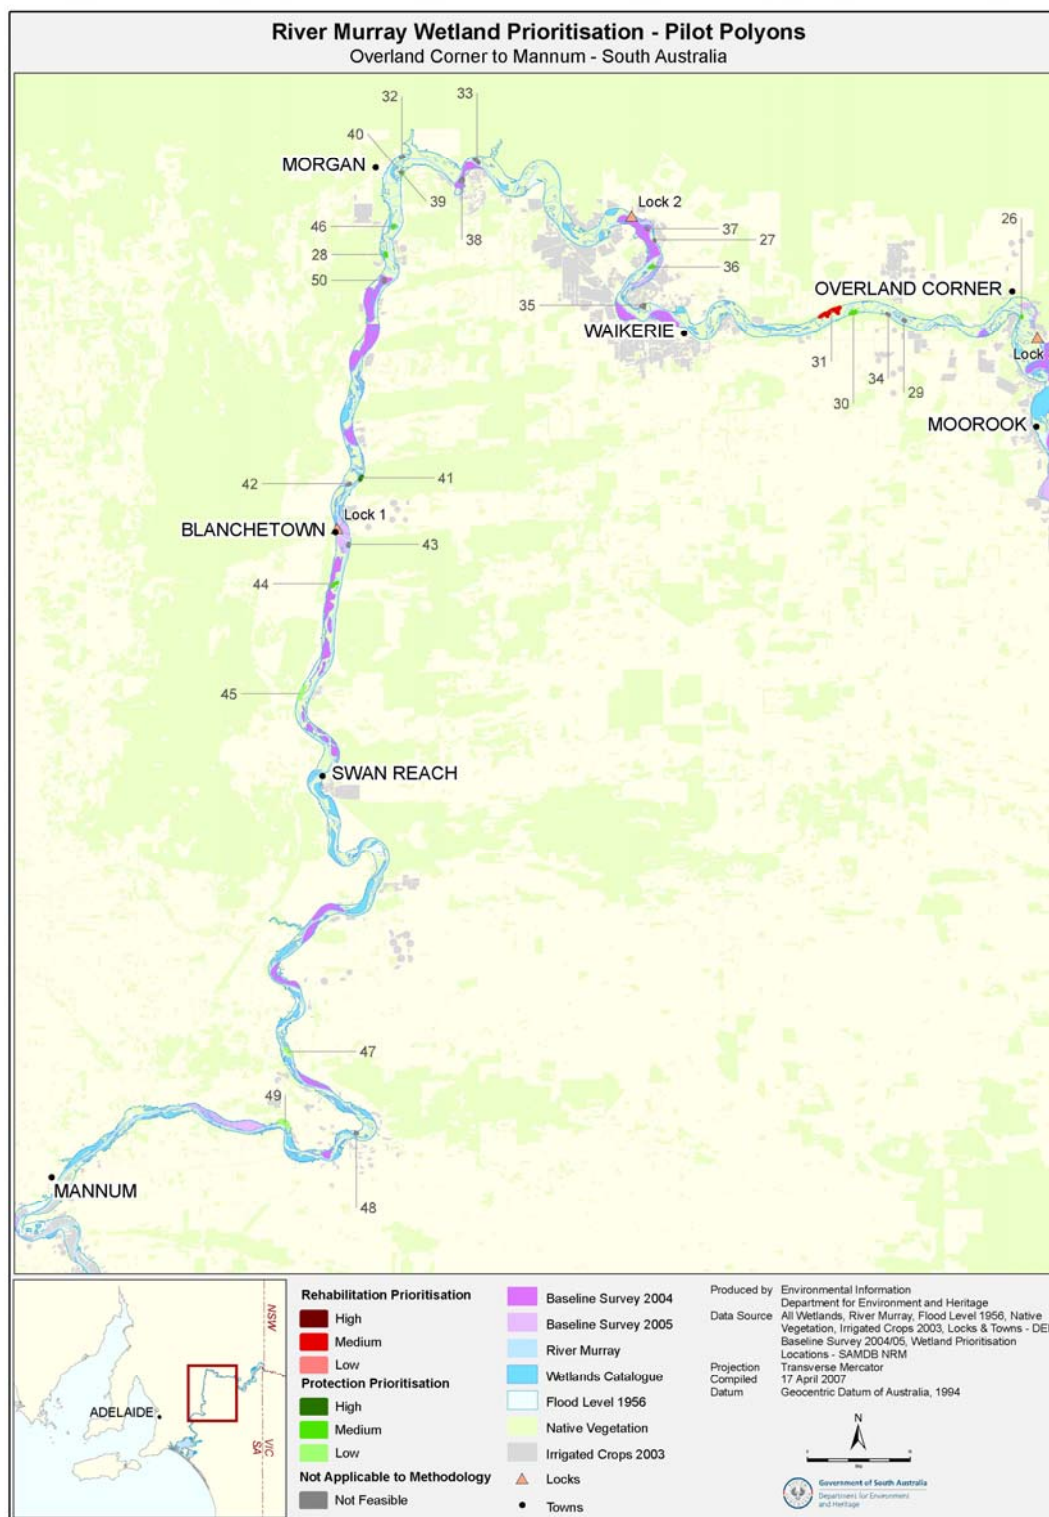 River Murray Wetland Prioritisation - Pilot Polyons
Overland Corner to Mannum - South Australia
32
33
40
MORGAN
39
38
46
28
50
Lock 2
37
27
36
35
WAIKERIE
26
OVERLAND CORNER
31
30
34
29
Lock
MOOROOK
42
41
Lock 1
BLANCHETOWN
43
44
45
SWAN REACH
47
49
48
MANNUM
NSW
ADELAIDE
VIC
SA
Rehabilitation Prioritisation
High
Medium
Low
Protection Prioritisation
High
Medium
Low
Not Applicable to Methodology
Not Feasible
Baseline Survey 2004
Baseline Survey 2005
River Murray
Wetlands Catalogue
Flood Level 1956
Native Vegetation
Irrigated Crops 2003
Locks
Towns
Produced by Environmental Information
Department for Environment and Heritage
Data Source All Wetlands, River Murray, Flood Level 1956, Native
Vegetation, Irrigated Crops 2003, Locks & Towns - DE
Baseline Survey 2004/05, Wetland Prioritisation
Locations - SAMDB NRM
Projection Transverse Mercator
Compiled 17 April 2007
Datum Geocentric Datum of Australia, 1994
N
Government of South Australia
Department for Environment
and Heritage